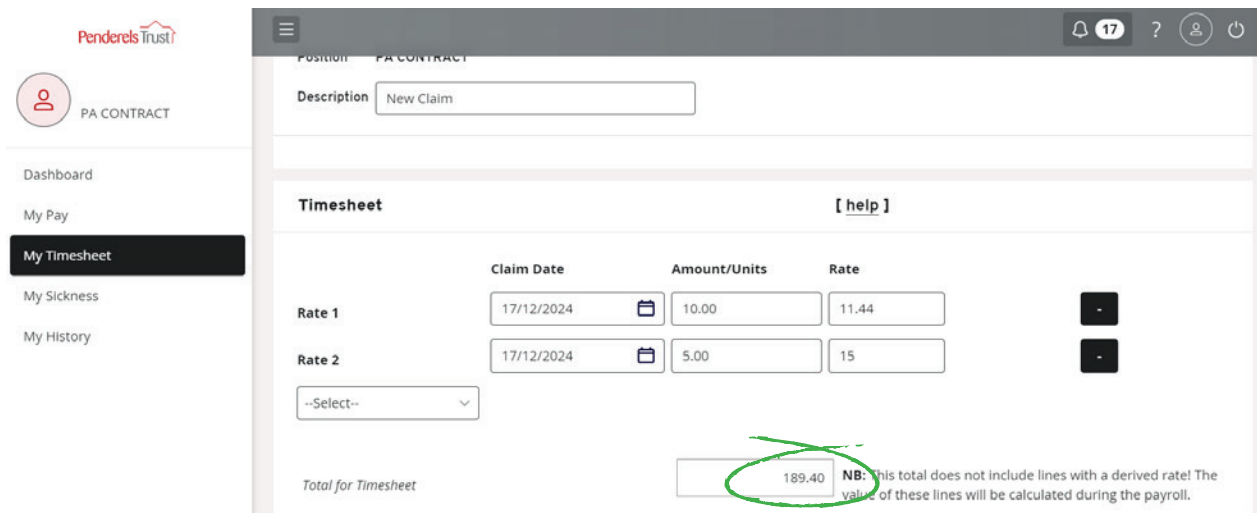 Penderels Trust
17
?
Position PA CONTRACT
Description New Claim
PA CONTRACT
Dashboard
My Pay
My Timesheet
My Sickness
My History
Timesheet [ help ]
Claim Date Amount/Units Rate
Rate 1 17/12/2024 10.00 11.44 -
Rate 2 17/12/2024 5.00 15 -
--Select--
Total for Timesheet 189.40 NB: This total does not include lines with a derived rate! The
value of these lines will be calculated during the payroll.